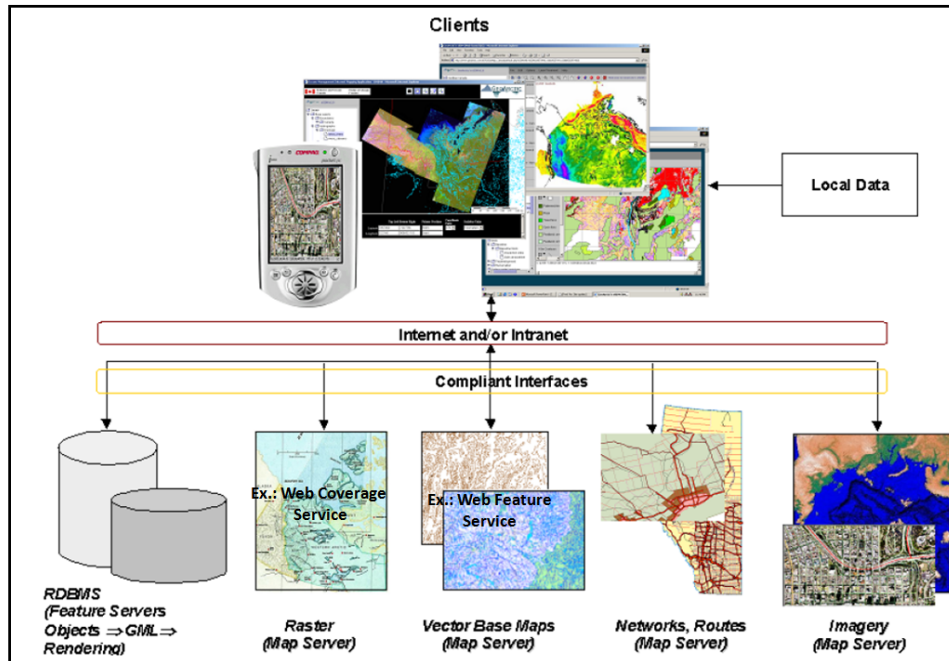 Clients
COMPAQ
Local Data
Internet and/or Intranet
Compliant Interfaces
Ex.: Web Coverage
Service
Ex.: Web Feature
Service
RDBMS
(Feature Servers
Objects ⇒GML⇒
Rendering)
Raster
(Map Server)
Vector Base Maps
(Map Server)
Networks, Routes
(Map Server)
Imagery
(Map Server)